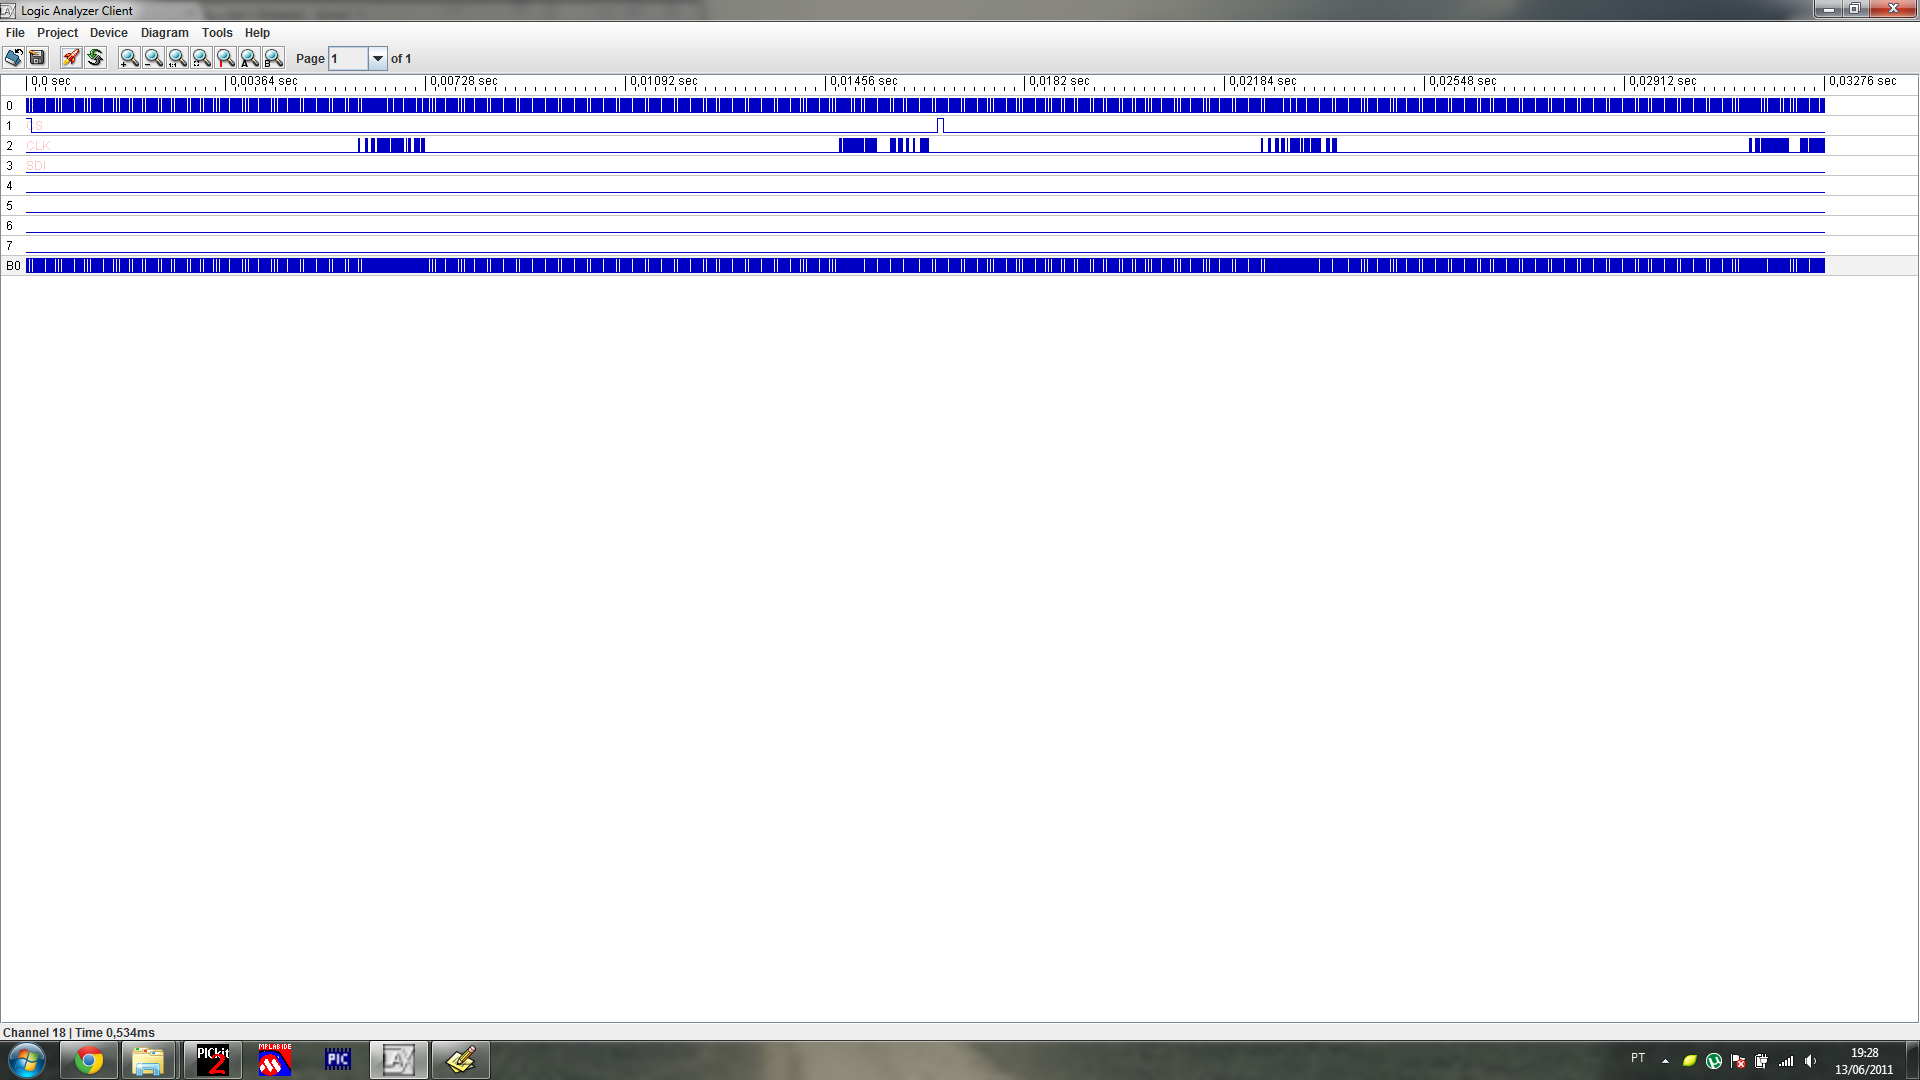 Logic Analyzer Client
File Project Device Diagram Tools Help
Page 1 of 1
0,0 sec 0,00364 sec 0,00728 sec 0,01092 sec 0,01456 sec 0,0182 sec 0,02184 sec 0,02548 sec 0,02912 sec 0,03276 sec
0
1 CS
2 CLK
3 SDI
4
5
6
7
B0
Channel 18 | Time 0,534ms
PICkit 2
MPLAB IDE
PIC
LA
PT
19:28
13/06/2011